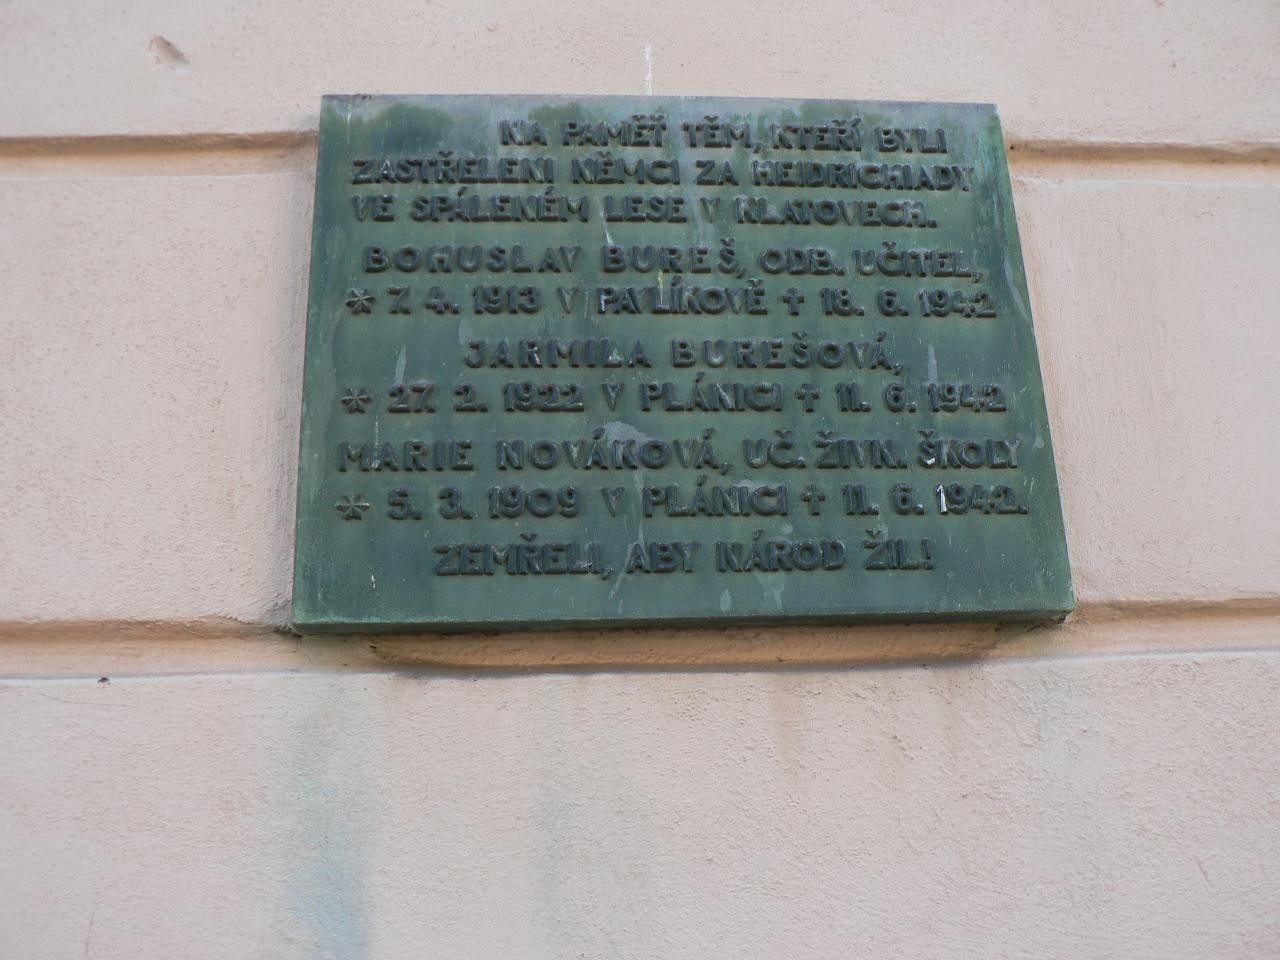 NA PAMĚŤ TĚM, KTEŘÍ BYLI
ZASTŘELENI NĚMCI ZA HEIDRICHIADY
VE SPÁLENÉM LESE V KLATOVECH.
BOHUSLAV BUREŠ, ODB. UČITEL,
* 7. 4. 1913 V PAVLÍKOVĚ † 18. 6. 1942
JARMILA BUREŠOVÁ,
* 27. 2. 1922 V PLÁNICI † 11. 6. 1942
MARIE NOVÁKOVÁ, UČ. ŽIVN. ŠKOLY
* 5. 3. 1909 V PLÁNICI † 11. 6. 1942.
ZEMŘELI, ABY NÁROD ŽIL!